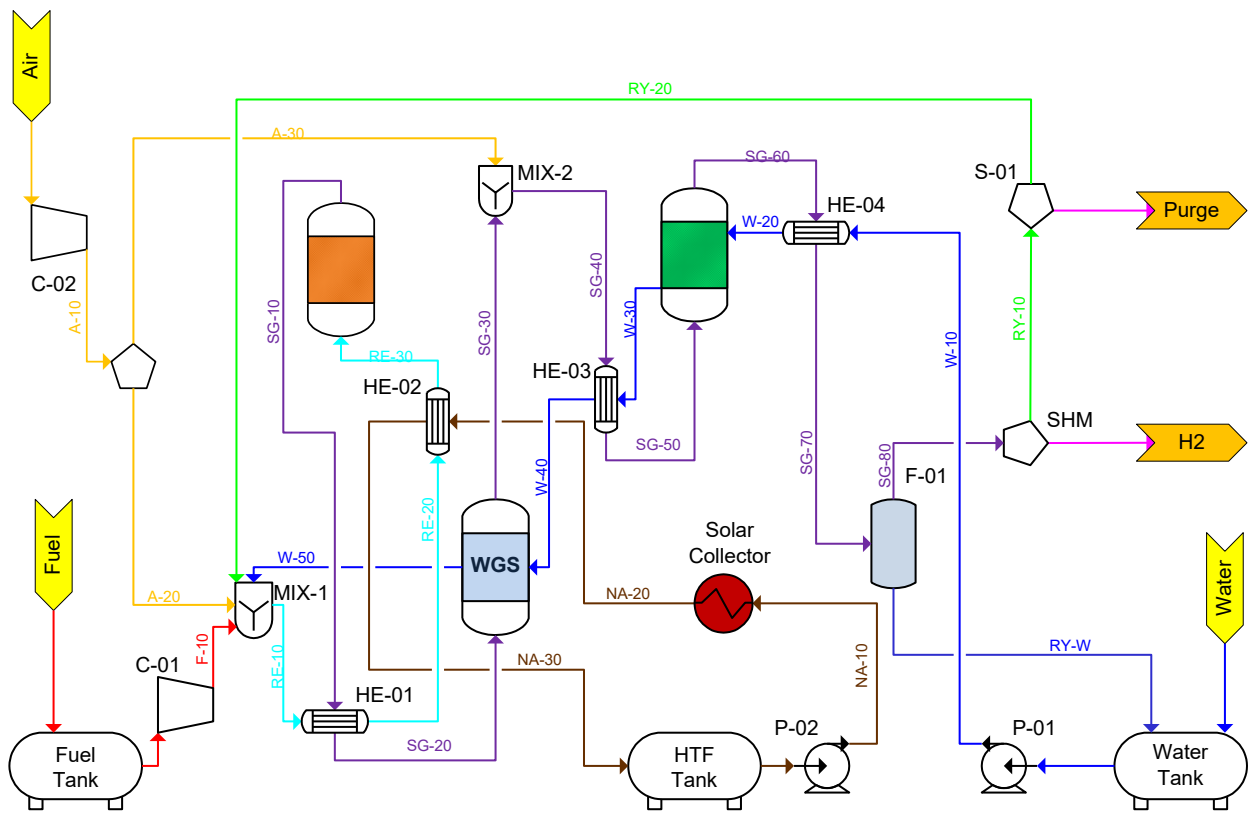 Air
RY-20
A-30
SG-60
MIX-2
S-01
HE-04
W-20
Purge
C-02
A-10
SG-10
SG-30
SG-40
W-30
RY-10
W-10
RE-30
HE-02
HE-03
SHM
H2
SG-50
SG-70
SG-80
F-01
W-40
RE-20
Solar
Collector
Fuel
W-50
WGS
Water
A-20
MIX-1
NA-20
F-10
C-01
RE-10
NA-30
NA-10
RY-W
HE-01
SG-20
P-02
P-01
Fuel
Tank
HTF
Tank
Water
Tank